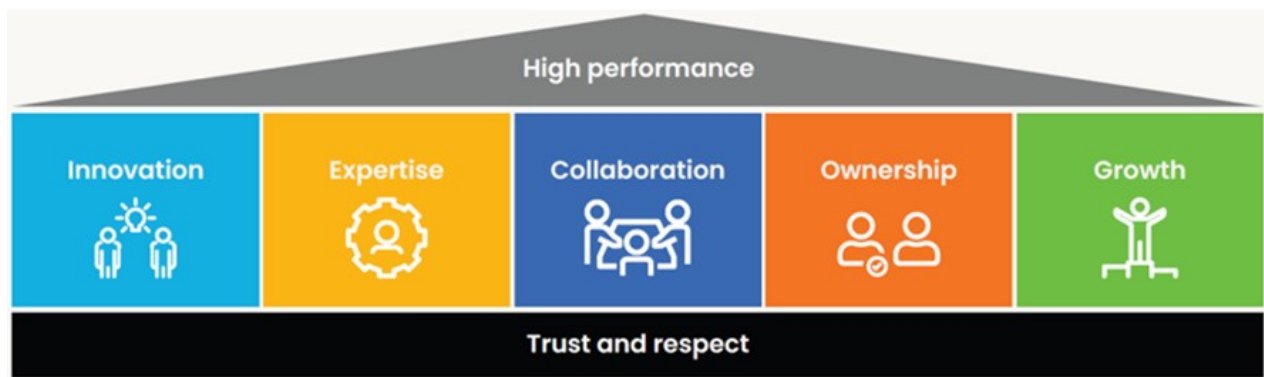 High performance
Innovation
Expertise
Collaboration
Ownership
Growth
Trust and respect